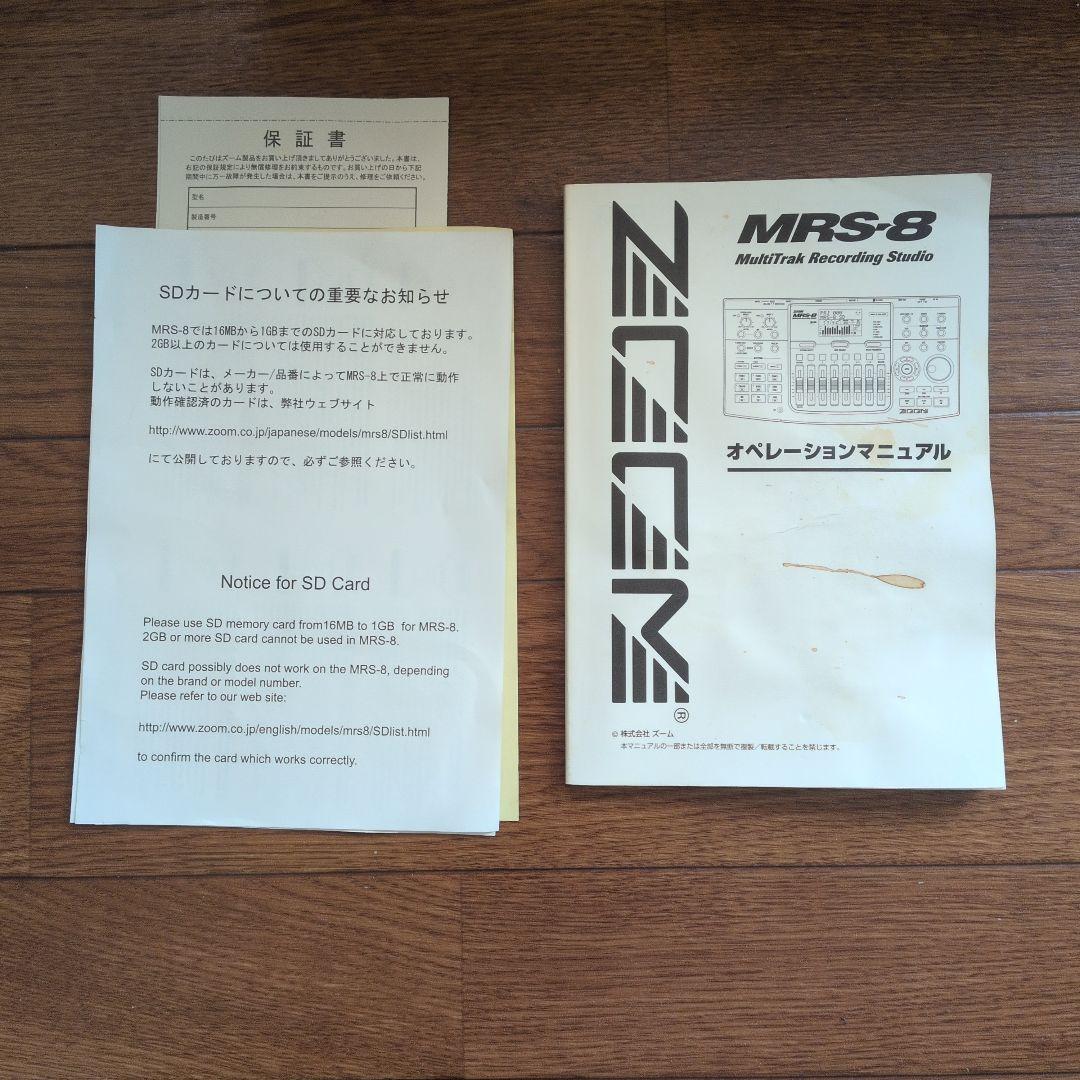 保証書
このたびはズーム製品をお買い上げ頂きましてありがとうございました。本書は、
右記の保証規定により無償修理をお約束するものです。お買い上げの日から下記
期間中に万一故障が発生した場合は、本書をご提示のうえ、修理をご依頼ください。
型名
製造番号
SDカードについての重要なお知らせ
MRS-8では16MBから1GBまでのSDカードに対応しております。
2GB以上のカードについては使用することができません。
SDカードは、メーカー/品番によってMRS-8上で正常に動作
しないことがあります。
動作確認済のカードは、弊社ウェブサイト
http://www.zoom.co.jp/japanese/models/mrs8/SDlist.html
にて公開しておりますので、必ずご参照ください。
Notice for SD Card
Please use SD memory card from16MB to 1GB for MRS-8.
2GB or more SD card cannot be used in MRS-8.
SD card possibly does not work on the MRS-8, depending
on the brand or model number.
Please refer to our web site:
http://www.zoom.co.jp/english/models/mrs8/SDlist.html
to confirm the card which works correctly.
ZOOM®
MRS-8
MultiTrak Recording Studio
MRS-8
ZOOM
オペレーションマニュアル
© 株式会社 ズーム
本マニュアルの一部または全部を無断で複製／転載することを禁じます。